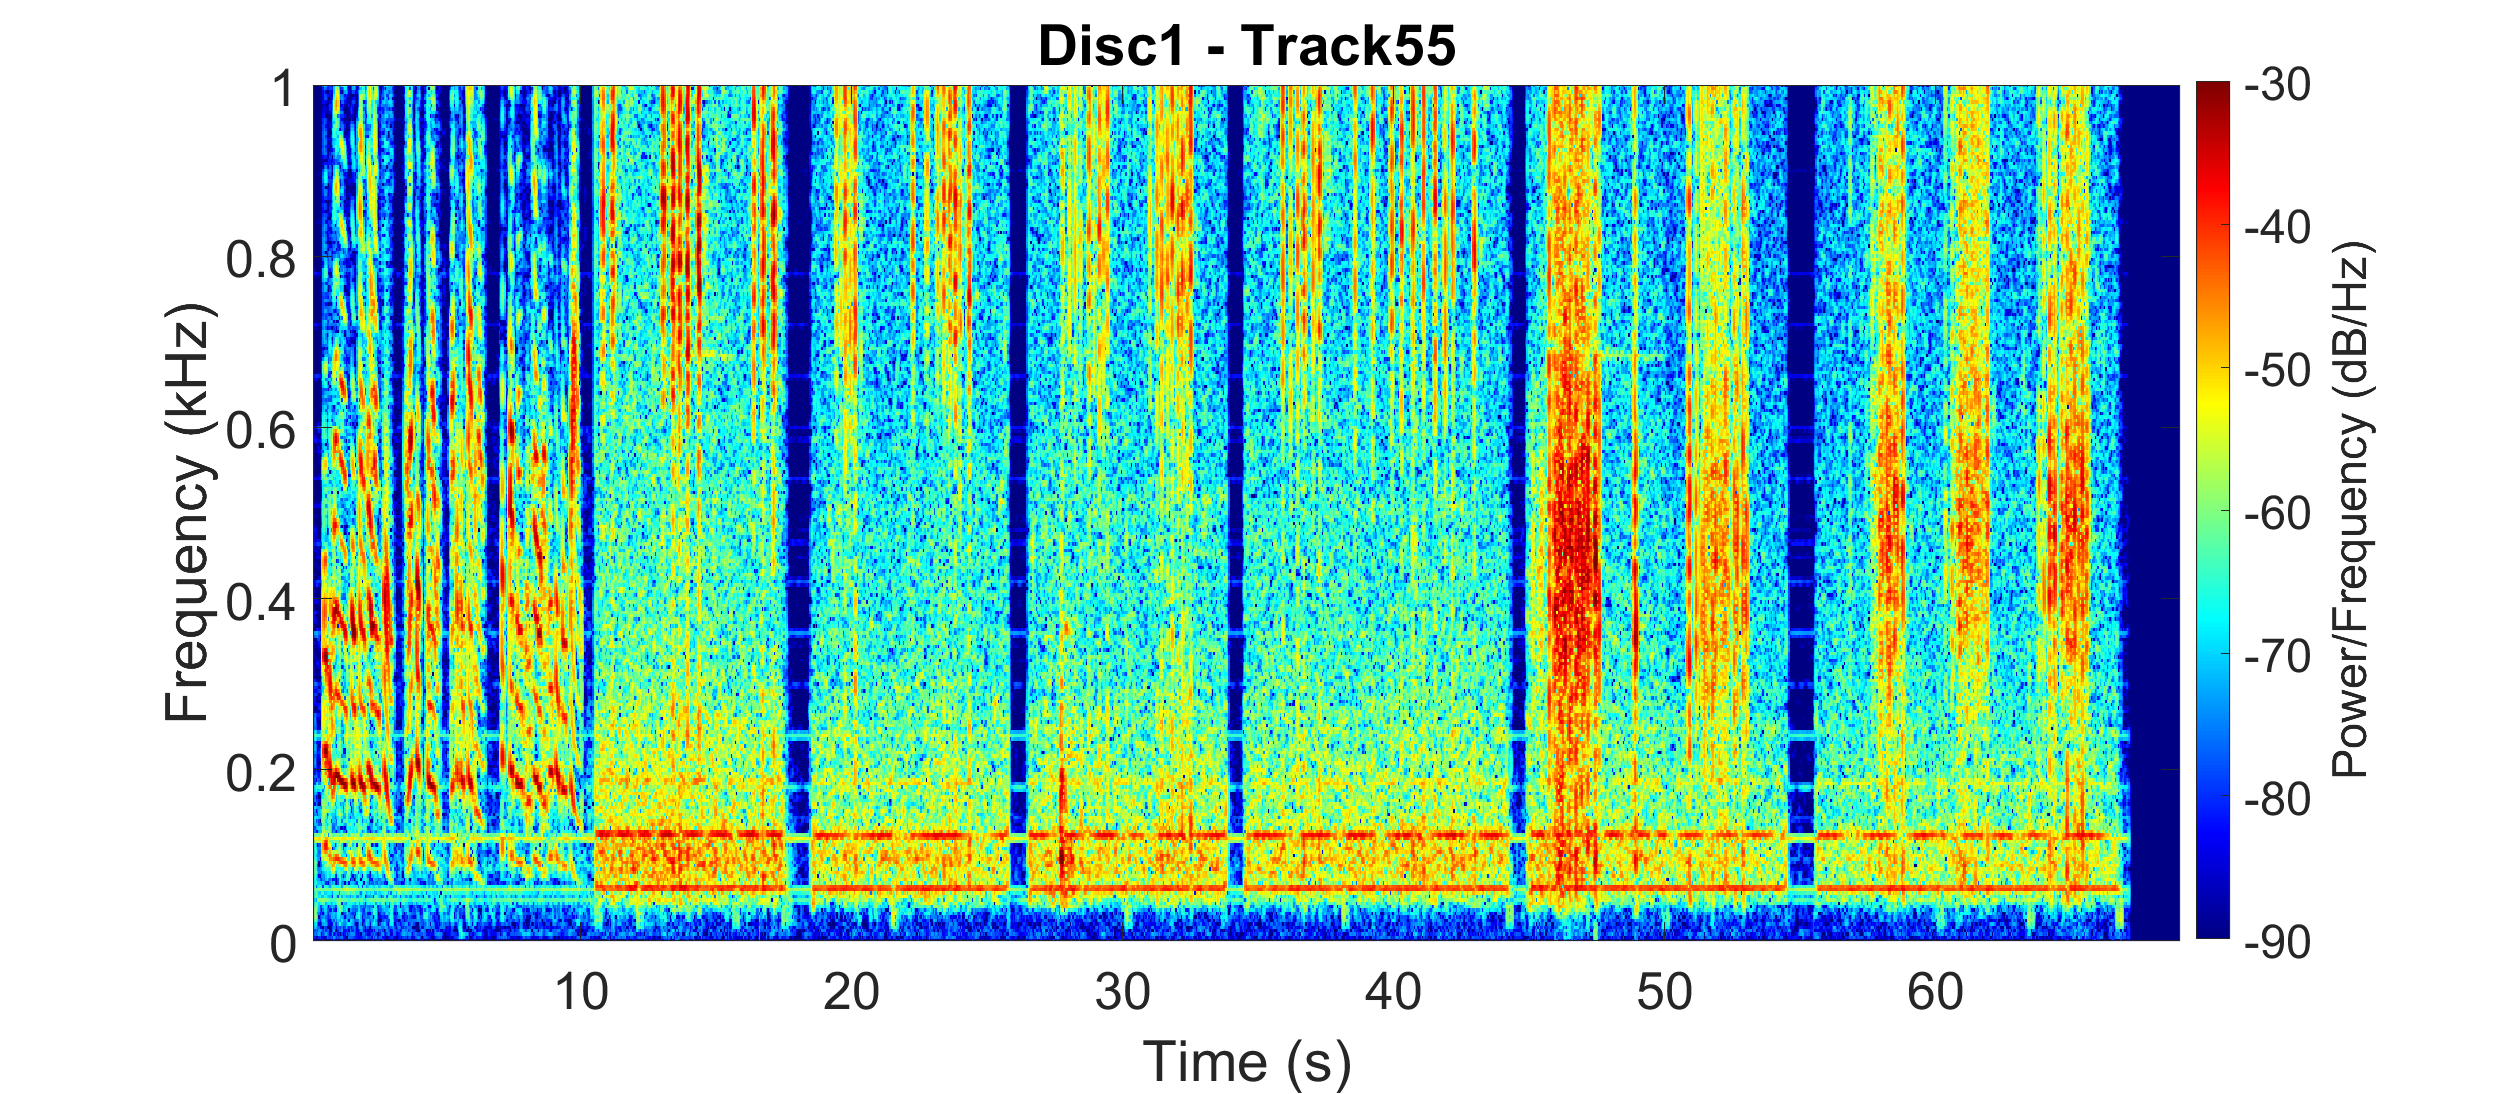 Disc1 - Track55
Frequency (kHz)
1
0.8
0.6
0.4
0.2
0
10 20 30 40 50 60
Time (s)
-30
-40
-50
-60
-70
-80
-90
Power/Frequency (dB/Hz)